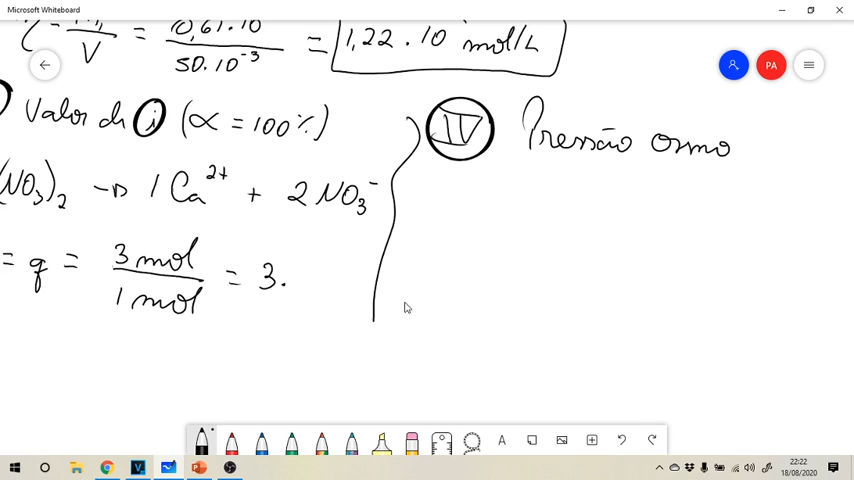 Microsoft Whiteboard
V
50.10⁻³
= 1,22.10 mol/L
PA
Valor de i (α = 100%)
(NO₃)₂ → 1 Ca²⁺ + 2 NO₃⁻
= q = 3 mol / 1 mol = 3.
IV Pressão osmo
A
22:22
18/08/2020